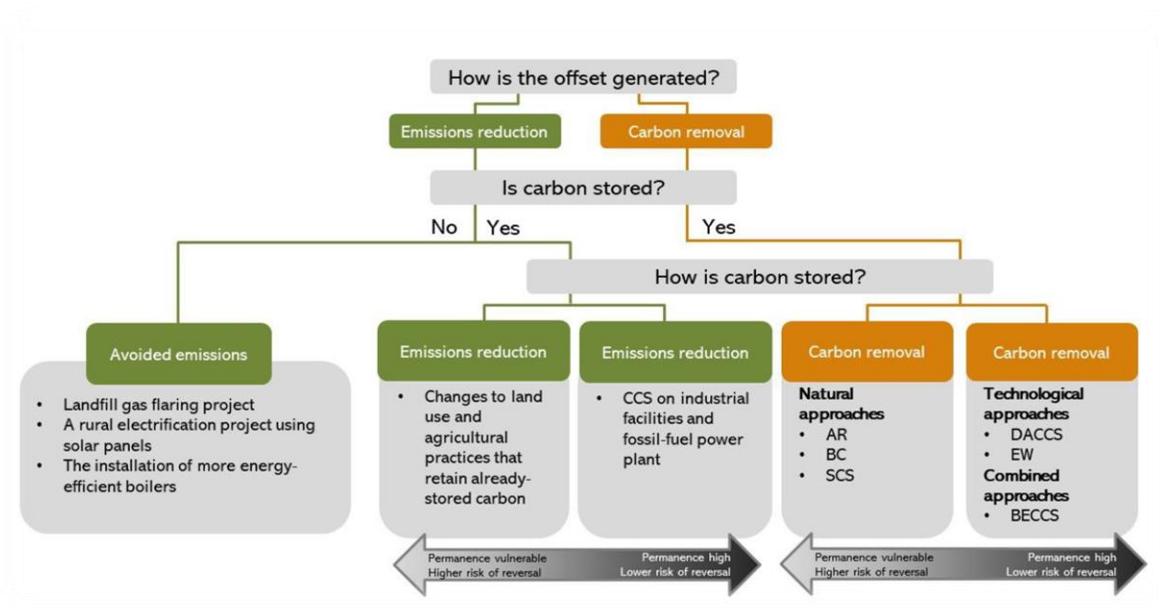 How is the offset generated?
Emissions reduction
Carbon removal
Is carbon stored?
No
Yes
Yes
How is carbon stored?
Avoided emissions
• Landfill gas flaring project
• A rural electrification project using
solar panels
• The installation of more energy-
efficient boilers
Emissions reduction
• Changes to land
use and
agricultural
practices that
retain already-
stored carbon
Emissions reduction
• CCS on industrial
facilities and
fossil-fuel power
plant
Carbon removal
Natural
approaches
• AR
• BC
• SCS
Carbon removal
Technological
approaches
• DACCS
• EW
Combined
approaches
• BECCS
Permanence vulnerable
Higher risk of reversal
Permanence high
Lower risk of reversal
Permanence vulnerable
Higher risk of reversal
Permanence high
Lower risk of reversal